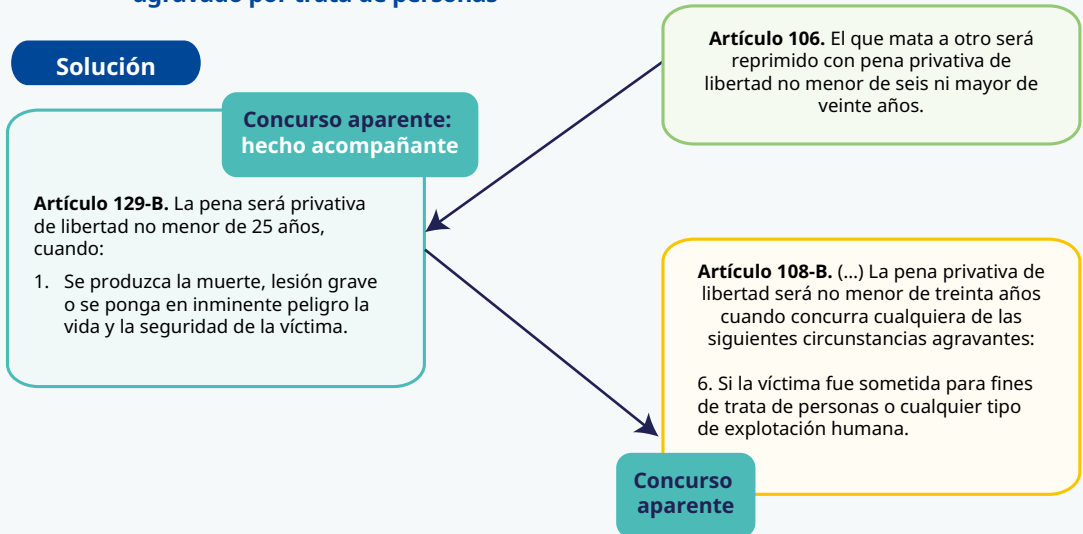 agravado por trata de personas
Solución
Concurso aparente:
hecho acompañante
Artículo 129-B. La pena será privativa
de libertad no menor de 25 años,
cuando:
1. Se produzca la muerte, lesión grave
o se ponga en inminente peligro la
vida y la seguridad de la víctima.
Artículo 106. El que mata a otro será
reprimido con pena privativa de
libertad no menor de seis ni mayor de
veinte años.
Artículo 108-B. (...) La pena privativa de
libertad será no menor de treinta años
cuando concurra cualquiera de las
siguientes circunstancias agravantes:
6. Si la víctima fue sometida para fines
de trata de personas o cualquier tipo
de explotación humana.
Concurso
aparente